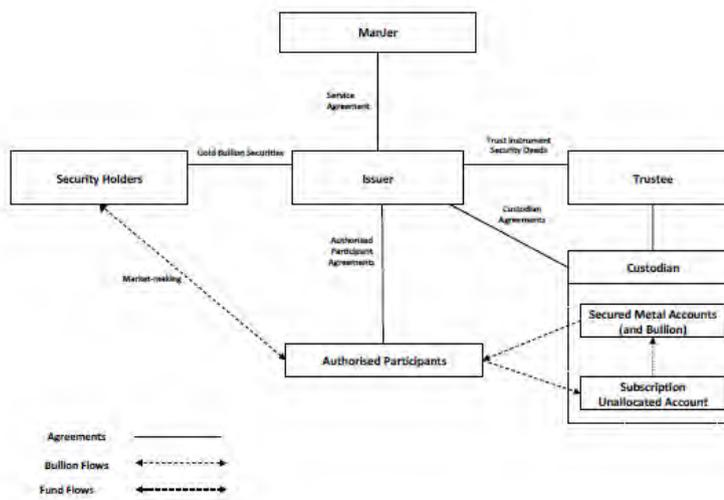 ManJer
Service
Agreement
Gold Bullion Securities
Trust Instrument
Security Deeds
Security Holders
Issuer
Trustee
Custodian
Agreements
Authorised
Participant
Agreements
Market-making
Custodian
Secured Metal Accounts
(and Bullion)
Authorised Participants
Subscription
Unallocated Account
Agreements
Bullion Flows
Fund Flows